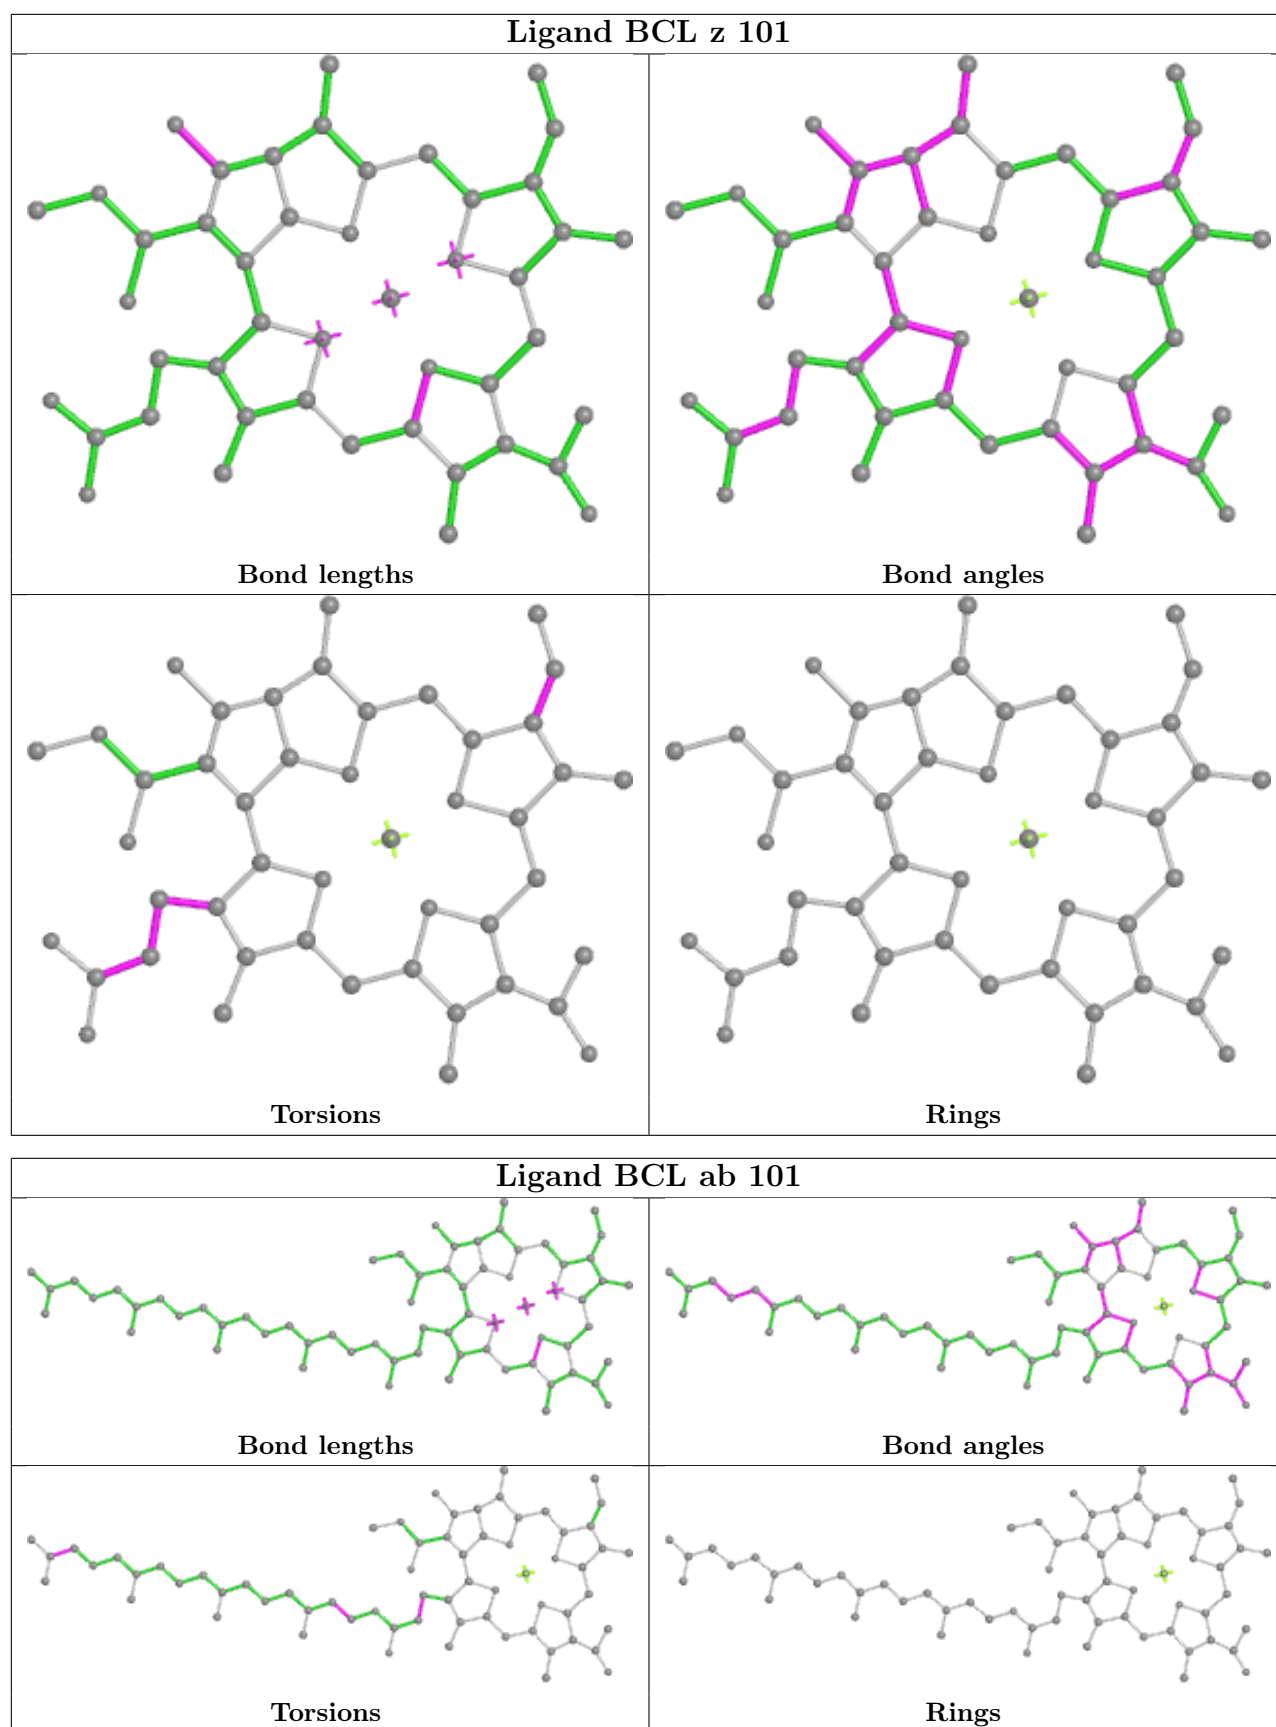 Ligand BCL z 101
Bond lengths
Bond angles
Torsions
Rings
Ligand BCL ab 101
Bond lengths
Bond angles
Torsions
Rings